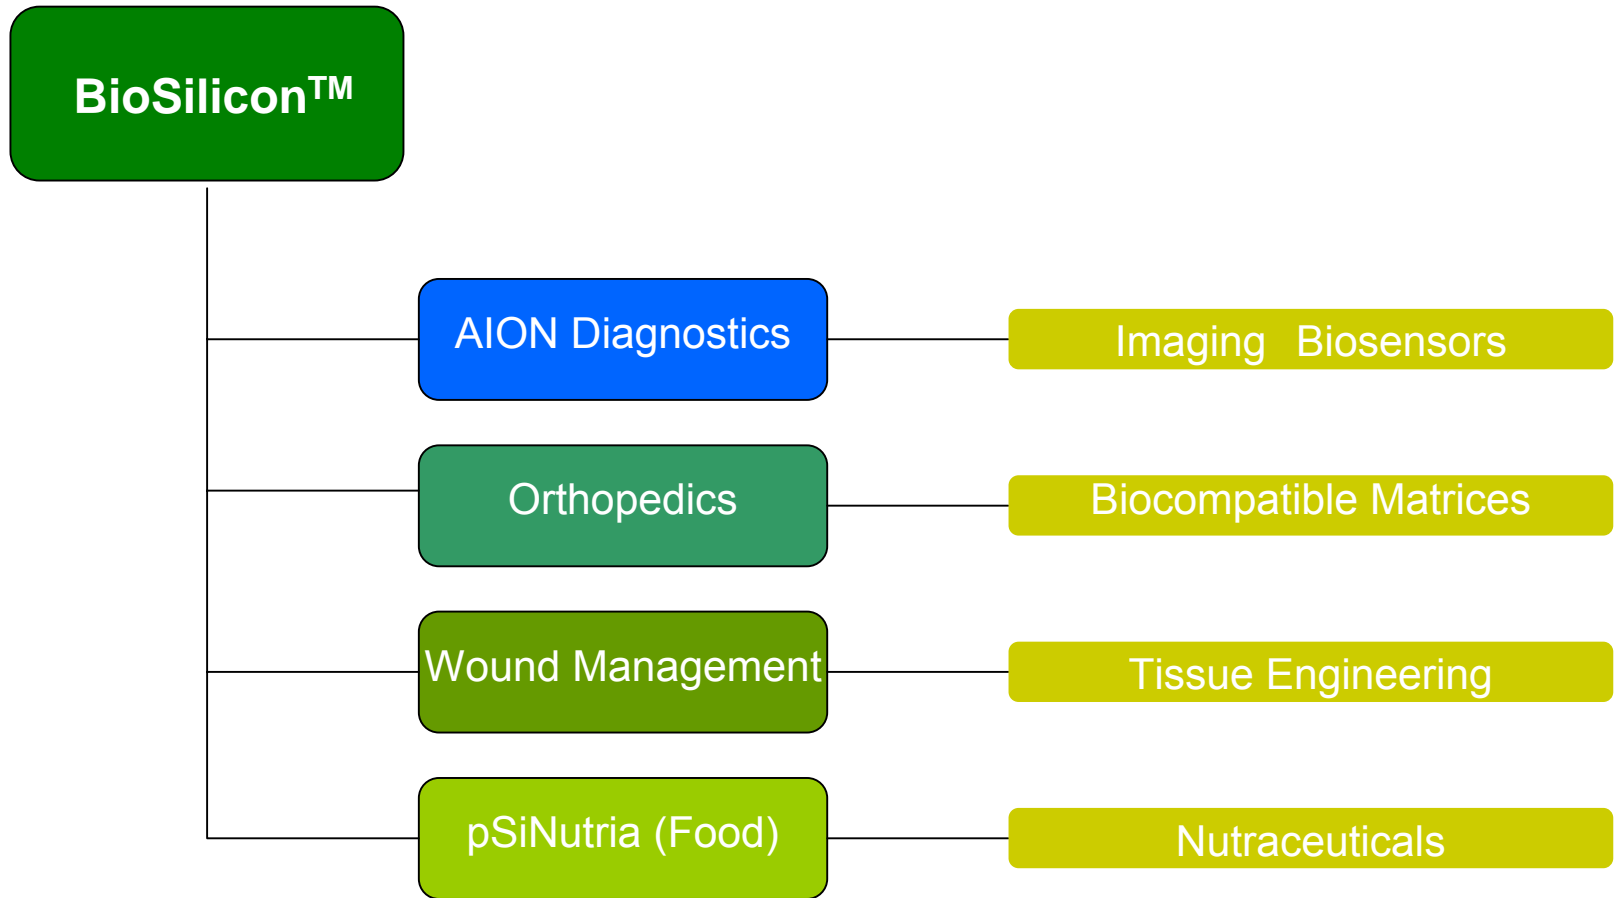 BioSilicon™
AION Diagnostics
Imaging Biosensors
Orthopedics
Biocompatible Matrices
Wound Management
Tissue Engineering
pSiNutria (Food)
Nutraceuticals